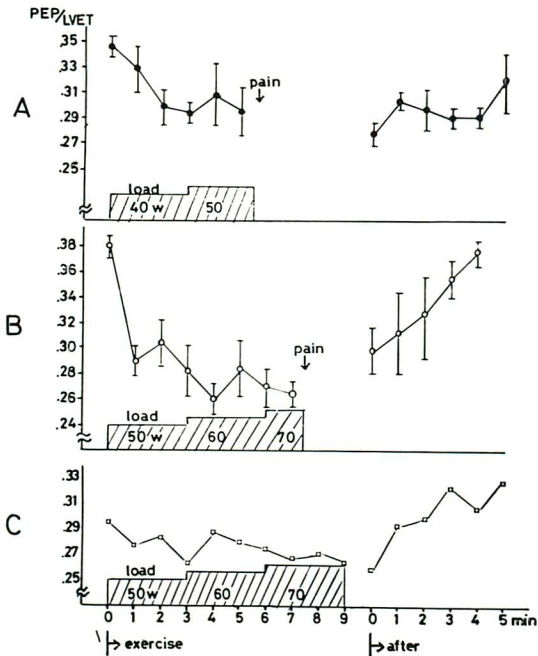 PEP/LVET
A
.35
.33
.31
.29
.27
.25
pain
load
40 w 50
B
.38
.36
.34
.32
.30
.28
.26
.24
pain
load
50 w 60 70
C
.33
.31
.29
.27
.25
load
50w 60 70
0 1 2 3 4 5 6 7 8 9 0 1 2 3 4 5 min
exercise after